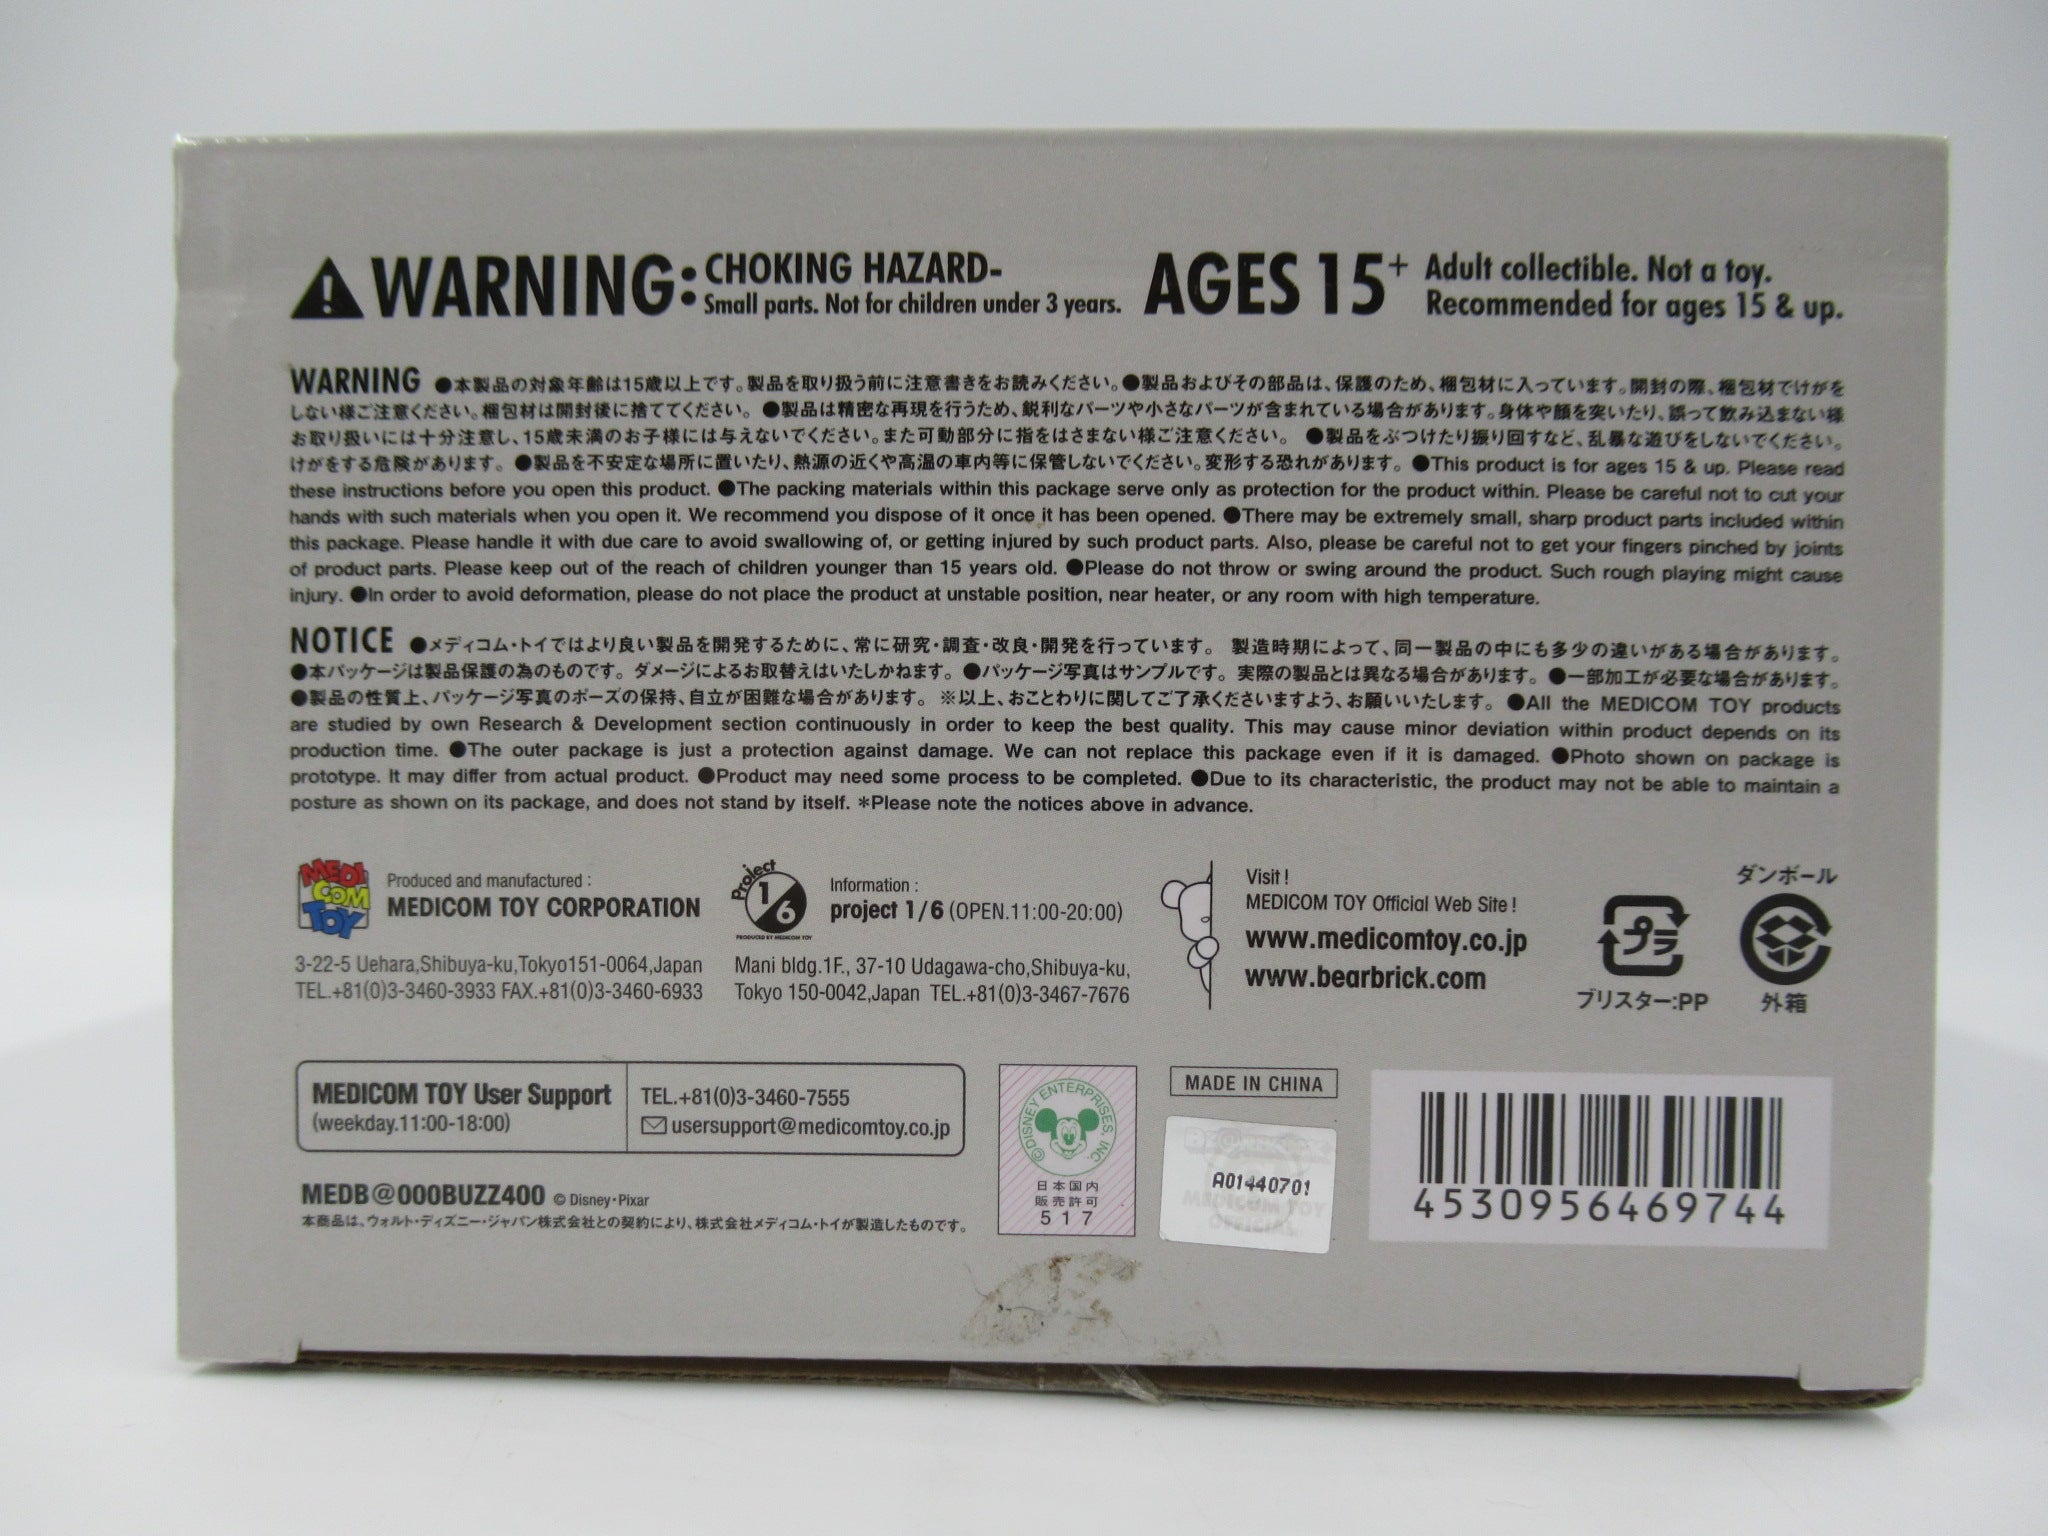 WARNING: CHOKING HAZARD-
Small parts. Not for children under 3 years.
AGES 15+ Adult collectible. Not a toy.
Recommended for ages 15 & up.
WARNING ●本製品の対象年齢は15歳以上です。製品を取り扱う前に注意書きをお読みください。●製品およびその部品は、保護のため、梱包材に入っています。開封の際、梱包材でけがを
しない様ご注意ください。梱包材は開封後に捨ててください。 ●製品は精密な再現を行うため、鋭利なパーツや小さなパーツが含まれている場合があります。身体や顔を突いたり、誤って飲み込まない様
お取り扱いには十分注意し、15歳未満のお子様には与えないでください。また可動部分に指をはさまない様ご注意ください。 ●製品をぶつけたり振り回すなど、乱暴な遊びをしないでください。
けがをする危険があります。 ●製品を不安定な場所に置いたり、熱源の近くや高温の車内等に保管しないでください。変形する恐れがあります。 ●This product is for ages 15 & up. Please read
these instructions before you open this product. ●The packing materials within this package serve only as protection for the product within. Please be careful not to cut your
hands with such materials when you open it. We recommend you dispose of it once it has been opened. ●There may be extremely small, sharp product parts included within
this package. Please handle it with due care to avoid swallowing of, or getting injured by such product parts. Also, please be careful not to get your fingers pinched by joints
of product parts. Please keep out of the reach of children younger than 15 years old. ●Please do not throw or swing around the product. Such rough playing might cause
injury. ●In order to avoid deformation, please do not place the product at unstable position, near heater, or any room with high temperature.
NOTICE ●メディコム・トイではより良い製品を開発するために、常に研究・調査・改良・開発を行っています。 製造時期によって、同一製品の中にも多少の違いがある場合があります。
●本パッケージは製品保護の為のものです。ダメージによるお取替えはいたしかねます。 ●パッケージ写真はサンプルです。実際の製品とは異なる場合があります。 ●一部加工が必要な場合があります。
●製品の性質上、パッケージ写真のポーズの保持、自立が困難な場合があります。 ※以上、おことわりに関してご了承くださいますよう、お願いいたします。 ●All the MEDICOM TOY products
are studied by own Research & Development section continuously in order to keep the best quality. This may cause minor deviation within product depends on its
production time. ●The outer package is just a protection against damage. We can not replace this package even if it is damaged. ●Photo shown on package is
prototype. It may differ from actual product. ●Product may need some process to be completed. ●Due to its characteristic, the product may not be able to maintain a
posture as shown on its package, and does not stand by itself. *Please note the notices above in advance.
MEDI
COM
TOY
Produced and manufactured :
MEDICOM TOY CORPORATION
3-22-5 Uehara,Shibuya-ku,Tokyo151-0064,Japan
TEL.+81(0)3-3460-3933 FAX.+81(0)3-3460-6933
Project
1/6
PRODUCED BY MEDICOM TOY
Information :
project 1/6 (OPEN.11:00-20:00)
Mani bldg.1F., 37-10 Udagawa-cho,Shibuya-ku,
Tokyo 150-0042,Japan TEL.+81(0)3-3467-7676
Visit !
MEDICOM TOY Official Web Site !
www.medicomtoy.co.jp
www.bearbrick.com
プラ
ブリスター:PP
ダンボール
外箱
MEDICOM TOY User Support
(weekday.11:00-18:00)
TEL.+81(0)3-3460-7555
usersupport@medicomtoy.co.jp
MEDB@000BUZZ400 © Disney・Pixar
本商品は、ウォルト・ディズニー・ジャパン株式会社との契約により、株式会社メディコム・トイが製造したものです。
©DISNEY ENTERPRISES, INC.
日本国内
販売許可
517
MADE IN CHINA
BE@RBRICK
A01440701
MEDICOM TOY
OFFICIAL
4530956469744